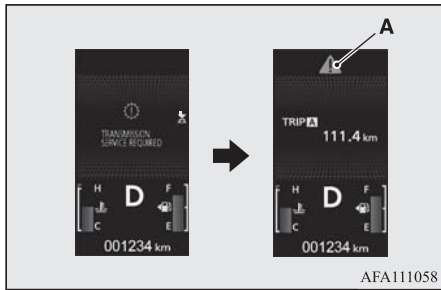 A
TRANSMISSION
SERVICE REQUIRED
H
D
F
C
E
001234 km
TRIP A
111.4 km
H
D
F
C
E
001234 km
AFA111058